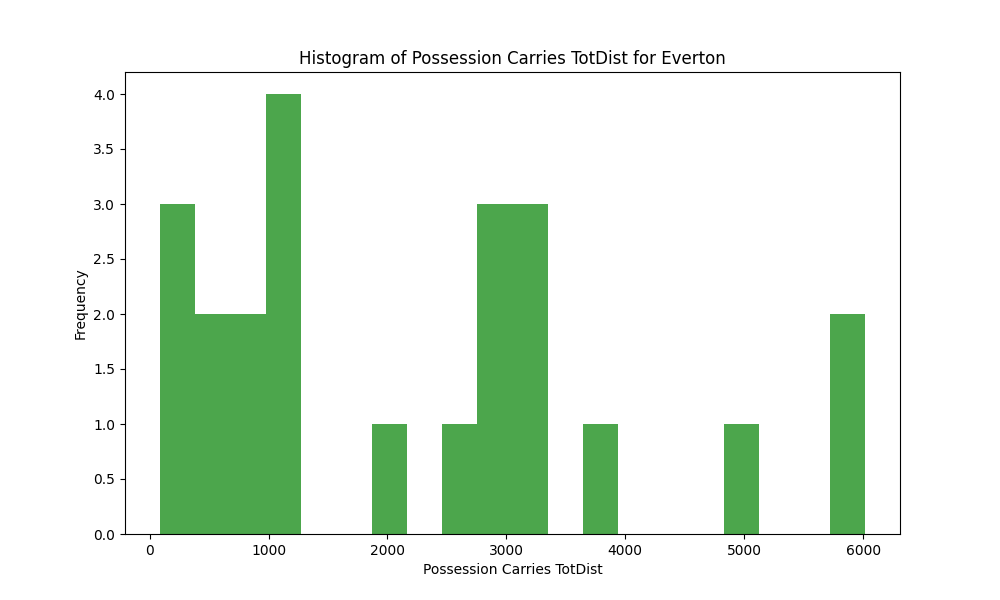 Histogram of Possession Carries TotDist for Everton
4.0
3.5
3.0
2.5
2.0
1.5
1.0
0.5
0.0
Frequency
0 1000 2000 3000 4000 5000 6000
Possession Carries TotDist